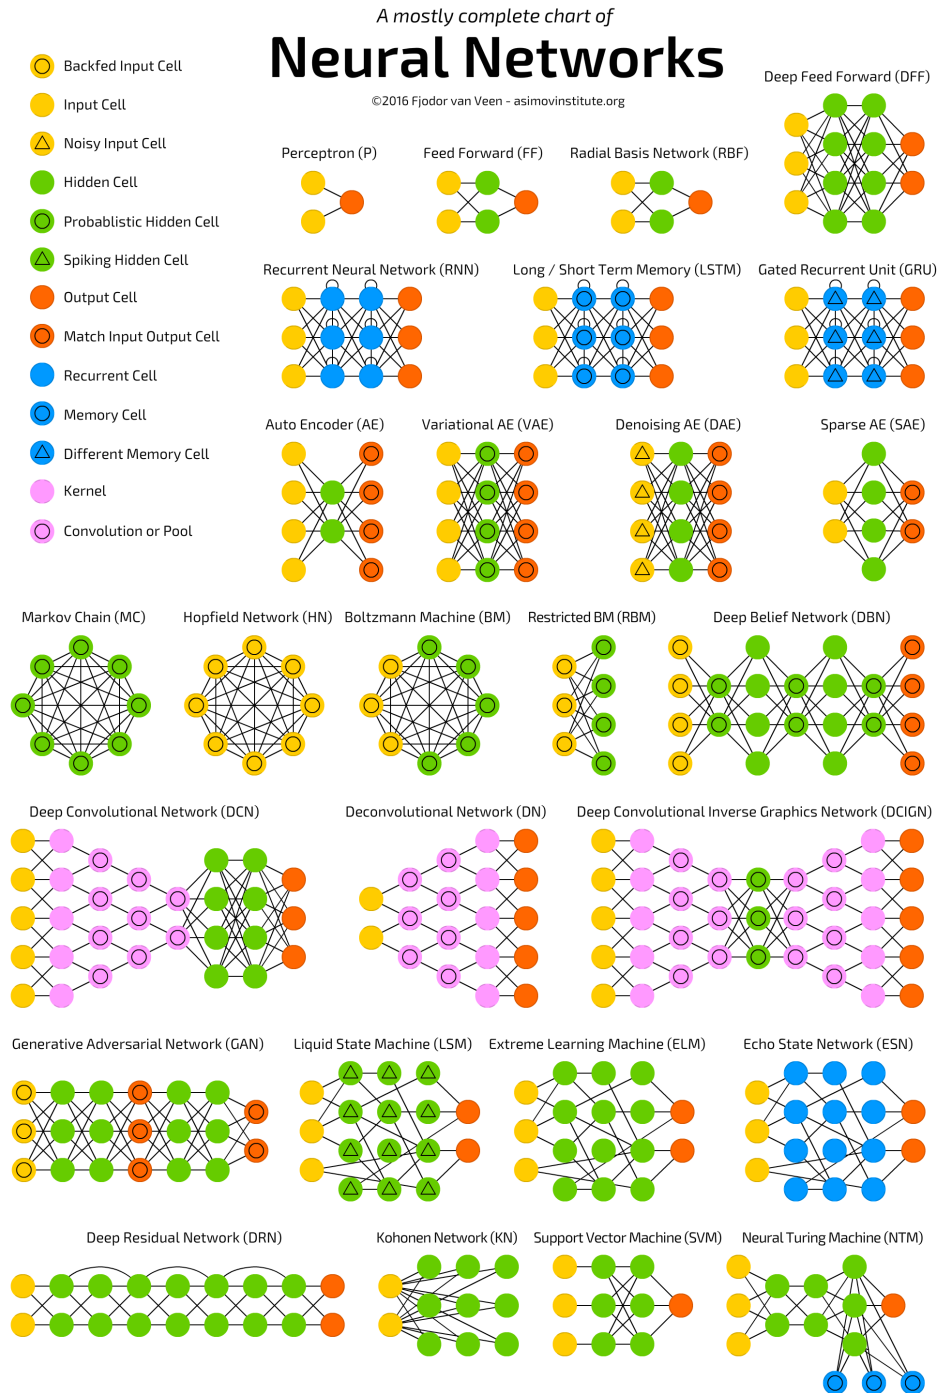 A mostly complete chart of
Neural Networks
©2016 Fjodor van Veen - asimovinstitute.org
Backfed Input Cell
Input Cell
Noisy Input Cell
Hidden Cell
Probablistic Hidden Cell
Spiking Hidden Cell
Output Cell
Match Input Output Cell
Recurrent Cell
Memory Cell
Different Memory Cell
Kernel
Convolution or Pool
Deep Feed Forward (DFF)
Perceptron (P)
Feed Forward (FF)
Radial Basis Network (RBF)
Recurrent Neural Network (RNN)
Long / Short Term Memory (LSTM)
Gated Recurrent Unit (GRU)
Auto Encoder (AE)
Variational AE (VAE)
Denoising AE (DAE)
Sparse AE (SAE)
Markov Chain (MC)
Hopfield Network (HN)
Boltzmann Machine (BM)
Restricted BM (RBM)
Deep Belief Network (DBN)
Deep Convolutional Network (DCN)
Deconvolutional Network (DN)
Deep Convolutional Inverse Graphics Network (DCIGN)
Generative Adversarial Network (GAN)
Liquid State Machine (LSM)
Extreme Learning Machine (ELM)
Echo State Network (ESN)
Deep Residual Network (DRN)
Kohonen Network (KN)
Support Vector Machine (SVM)
Neural Turing Machine (NTM)